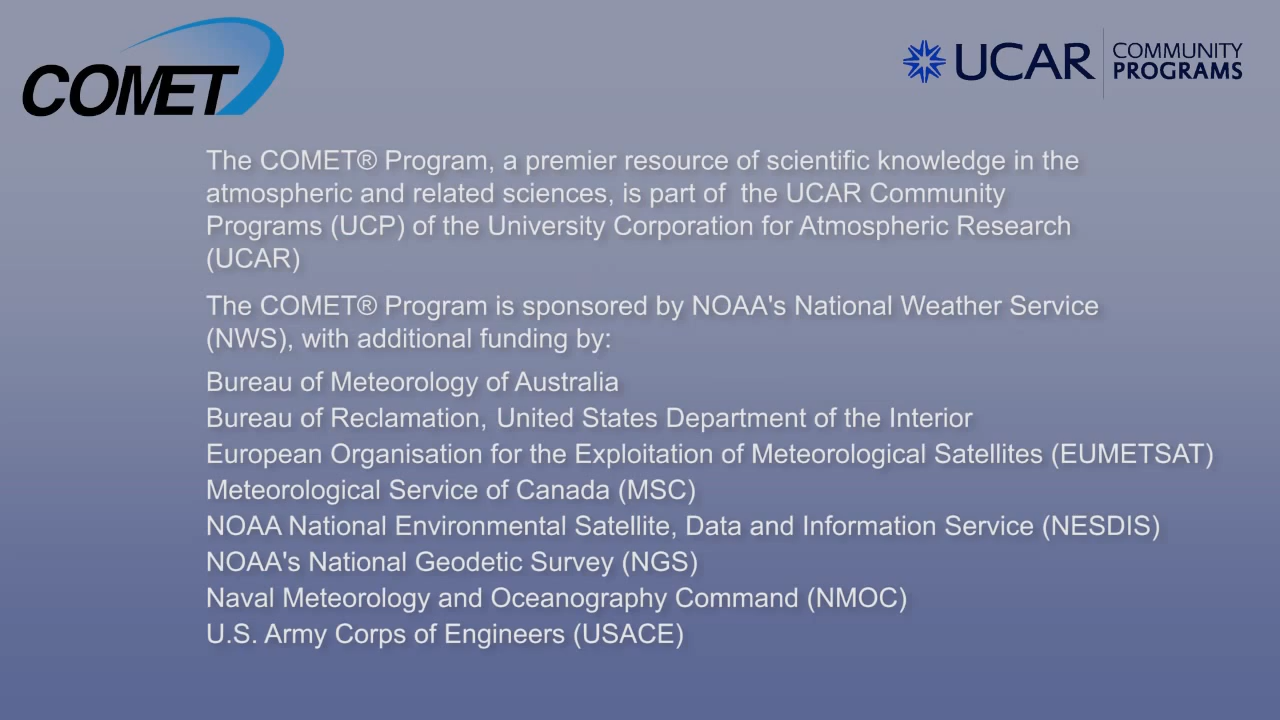 COMET
UCAR
COMMUNITY
PROGRAMS
The COMET® Program, a premier resource of scientific knowledge in the
atmospheric and related sciences, is part of the UCAR Community
Programs (UCP) of the University Corporation for Atmospheric Research
(UCAR)
The COMET® Program is sponsored by NOAA's National Weather Service
(NWS), with additional funding by:
Bureau of Meteorology of Australia
Bureau of Reclamation, United States Department of the Interior
European Organisation for the Exploitation of Meteorological Satellites (EUMETSAT)
Meteorological Service of Canada (MSC)
NOAA National Environmental Satellite, Data and Information Service (NESDIS)
NOAA's National Geodetic Survey (NGS)
Naval Meteorology and Oceanography Command (NMOC)
U.S. Army Corps of Engineers (USACE)